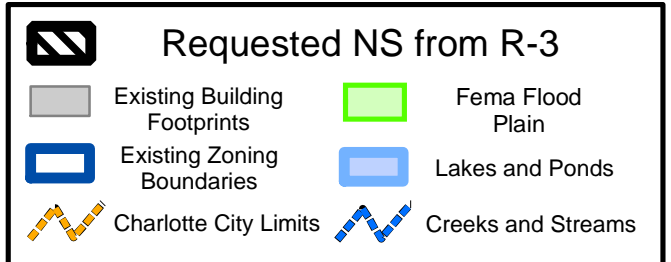 Requested NS from R-3
Existing Building
Footprints
Fema Flood
Plain
Existing Zoning
Boundaries
Lakes and Ponds
Charlotte City Limits
Creeks and Streams